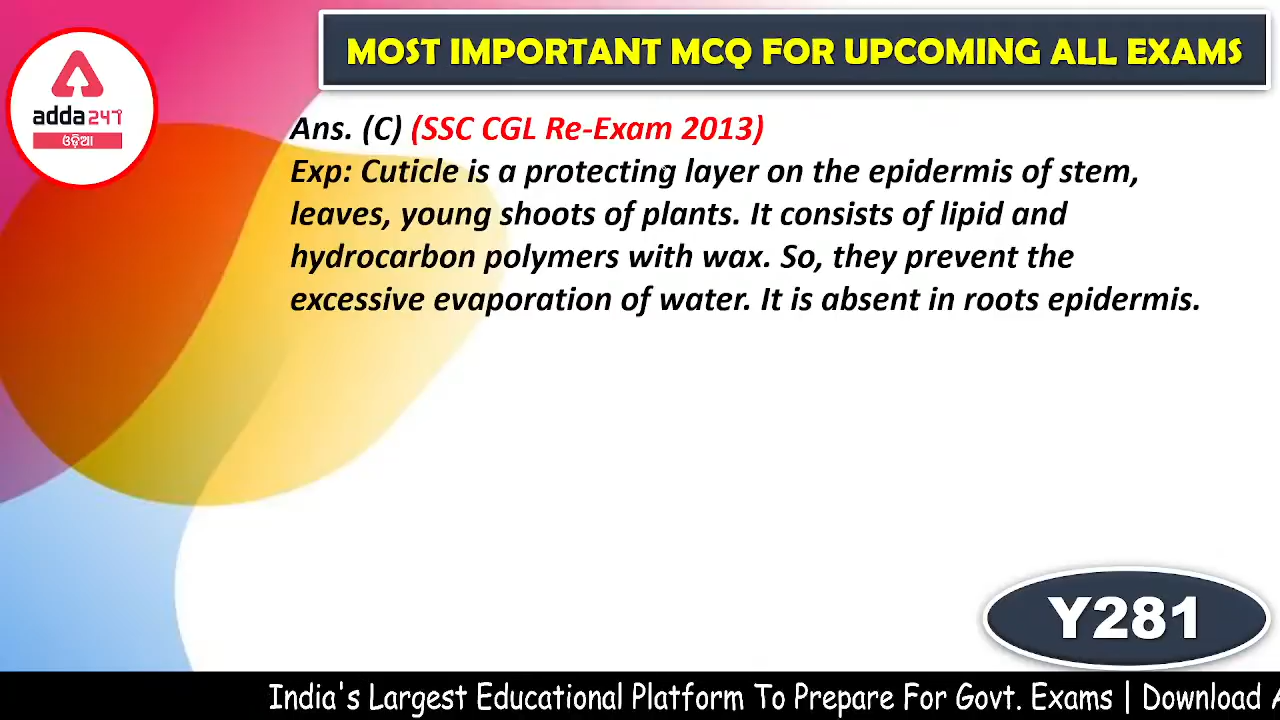 MOST IMPORTANT MCQ FOR UPCOMING ALL EXAMS
adda247
ଓଡ଼ିଆ
Ans. (C) (SSC CGL Re-Exam 2013)
Exp: Cuticle is a protecting layer on the epidermis of stem,
leaves, young shoots of plants. It consists of lipid and
hydrocarbon polymers with wax. So, they prevent the
excessive evaporation of water. It is absent in roots epidermis.
Y281
India's Largest Educational Platform To Prepare For Govt. Exams | Download